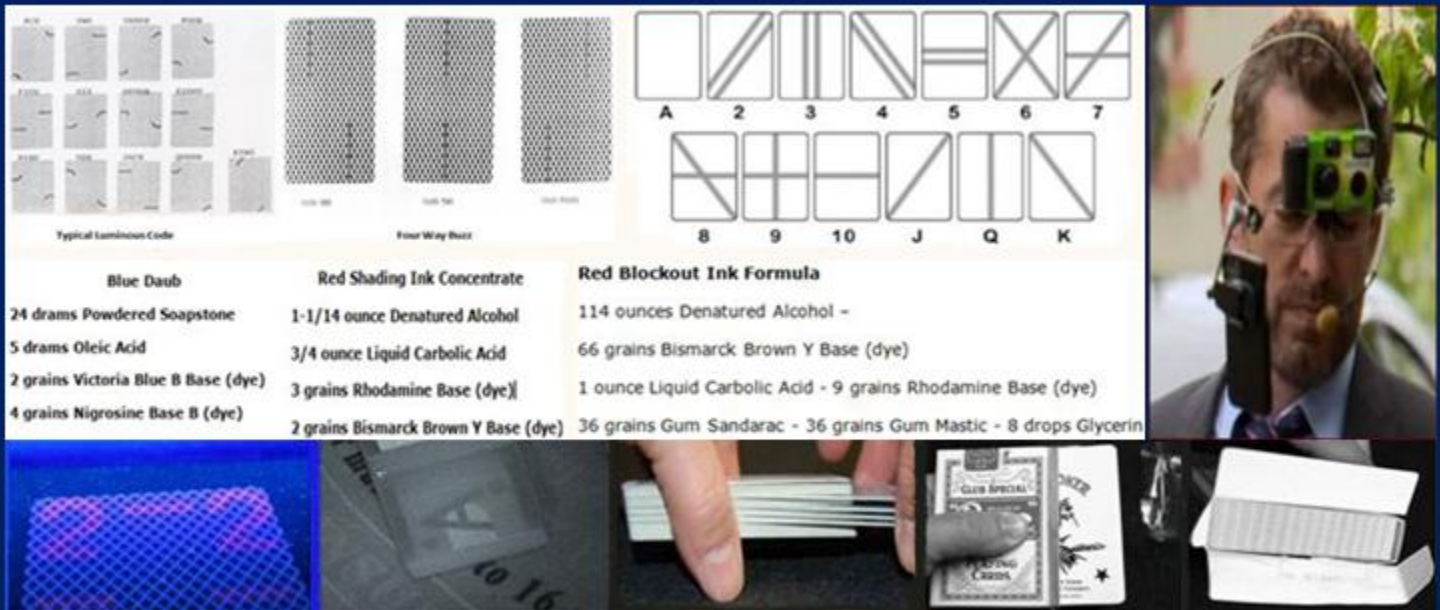 Typical Luminous Code
Four Way Buzz
A 2 3 4 5 6 7
8 9 10 J Q K
Blue Daub
24 drams Powdered Soapstone
5 drams Oleic Acid
2 grains Victoria Blue B Base (dye)
4 grains Nigrosine Base B (dye)
Red Shading Ink Concentrate
1-1/14 ounce Denatured Alcohol
3/4 ounce Liquid Carbolic Acid
3 grains Rhodamine Base (dye)
2 grains Bismarck Brown Y Base (dye)
Red Blockout Ink Formula
114 ounces Denatured Alcohol –
66 grains Bismarck Brown Y Base (dye)
1 ounce Liquid Carbolic Acid - 9 grains Rhodamine Base (dye)
36 grains Gum Sandarac - 36 grains Gum Mastic - 8 drops Glycerin
2 2
A
to 16
CLUB SPECIAL
PLAYING
CARDS
OKER